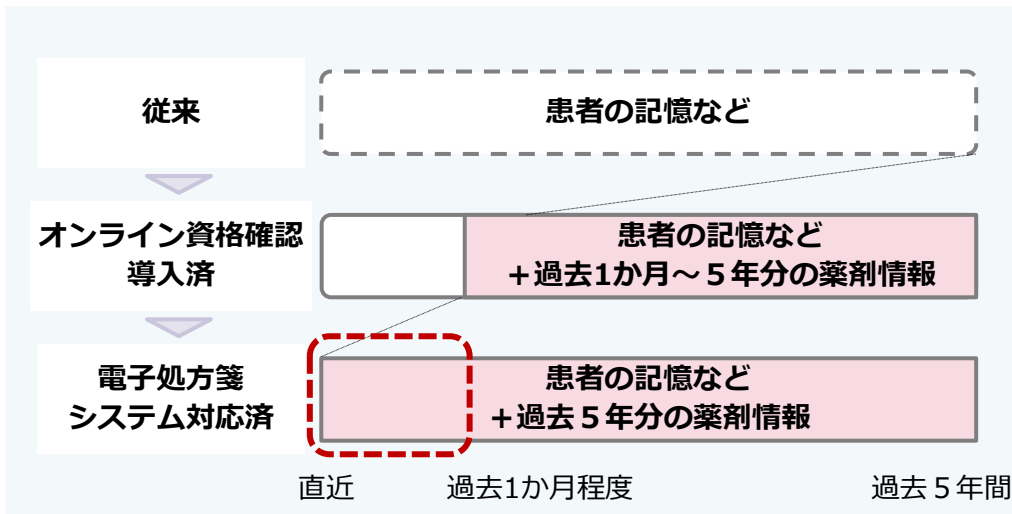 従来
患者の記憶など
オンライン資格確認
導入済
患者の記憶など
＋過去1か月～５年分の薬剤情報
電子処方箋
システム対応済
患者の記憶など
＋過去５年分の薬剤情報
直近
過去1か月程度
過去５年間